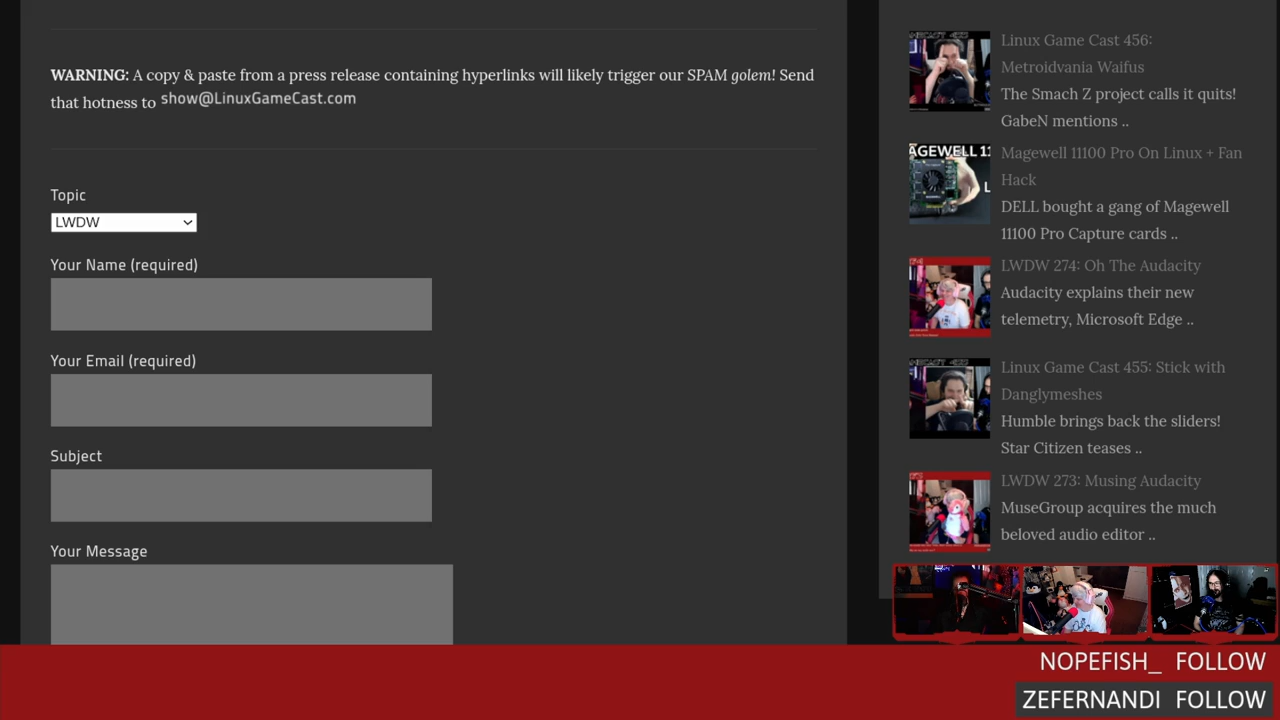 WARNING: A copy & paste from a press release containing hyperlinks will likely trigger our SPAM golem! Send
that hotness to show@LinuxGameCast.com
Topic
LWDW
Your Name (required)
Your Email (required)
Subject
Your Message
Linux Game Cast 456:
Metroidvania Waifus
The Smach Z project calls it quits!
GabeN mentions ..
AGEWELL 11
Magewell 11100 Pro On Linux + Fan
Hack
DELL bought a gang of Magewell
11100 Pro Capture cards ..
LWDW 274: Oh The Audacity
Audacity explains their new
telemetry, Microsoft Edge ..
Linux Game Cast 455: Stick with
Danglymeshes
Humble brings back the sliders!
Star Citizen teases ..
LWDW 273: Musing Audacity
MuseGroup acquires the much
beloved audio editor ..
NOPEFISH_ FOLLOW
ZEFERNANDI FOLLOW